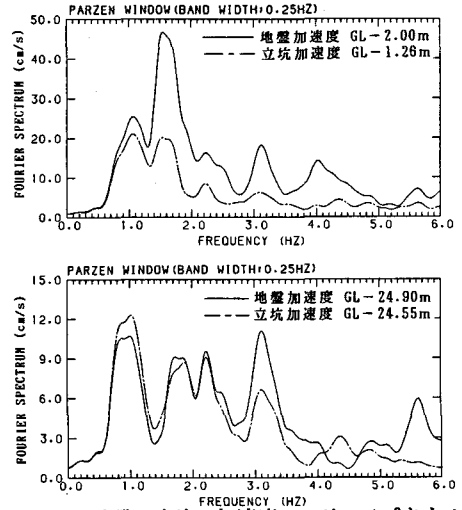 PARZEN WINDOW(BAND WIDTH:0.25HZ)
地盤加速度 GL-2.00m
立坑加速度 GL-1.26m
FOURIER SPECTRUM (cm/s)
50.0
40.0
30.0
20.0
10.0
0.0
0.0 1.0 2.0 3.0 4.0 5.0 6.0
FREQUENCY (HZ)
PARZEN WINDOW(BAND WIDTH:0.25HZ)
地盤加速度 GL-24.90m
立坑加速度 GL-24.55m
FOURIER SPECTRUM (cm/s)
15.0
12.0
9.0
6.0
3.0
0.0
0.0 1.0 2.0 3.0 4.0 5.0 6.0
FREQUENCY (HZ)